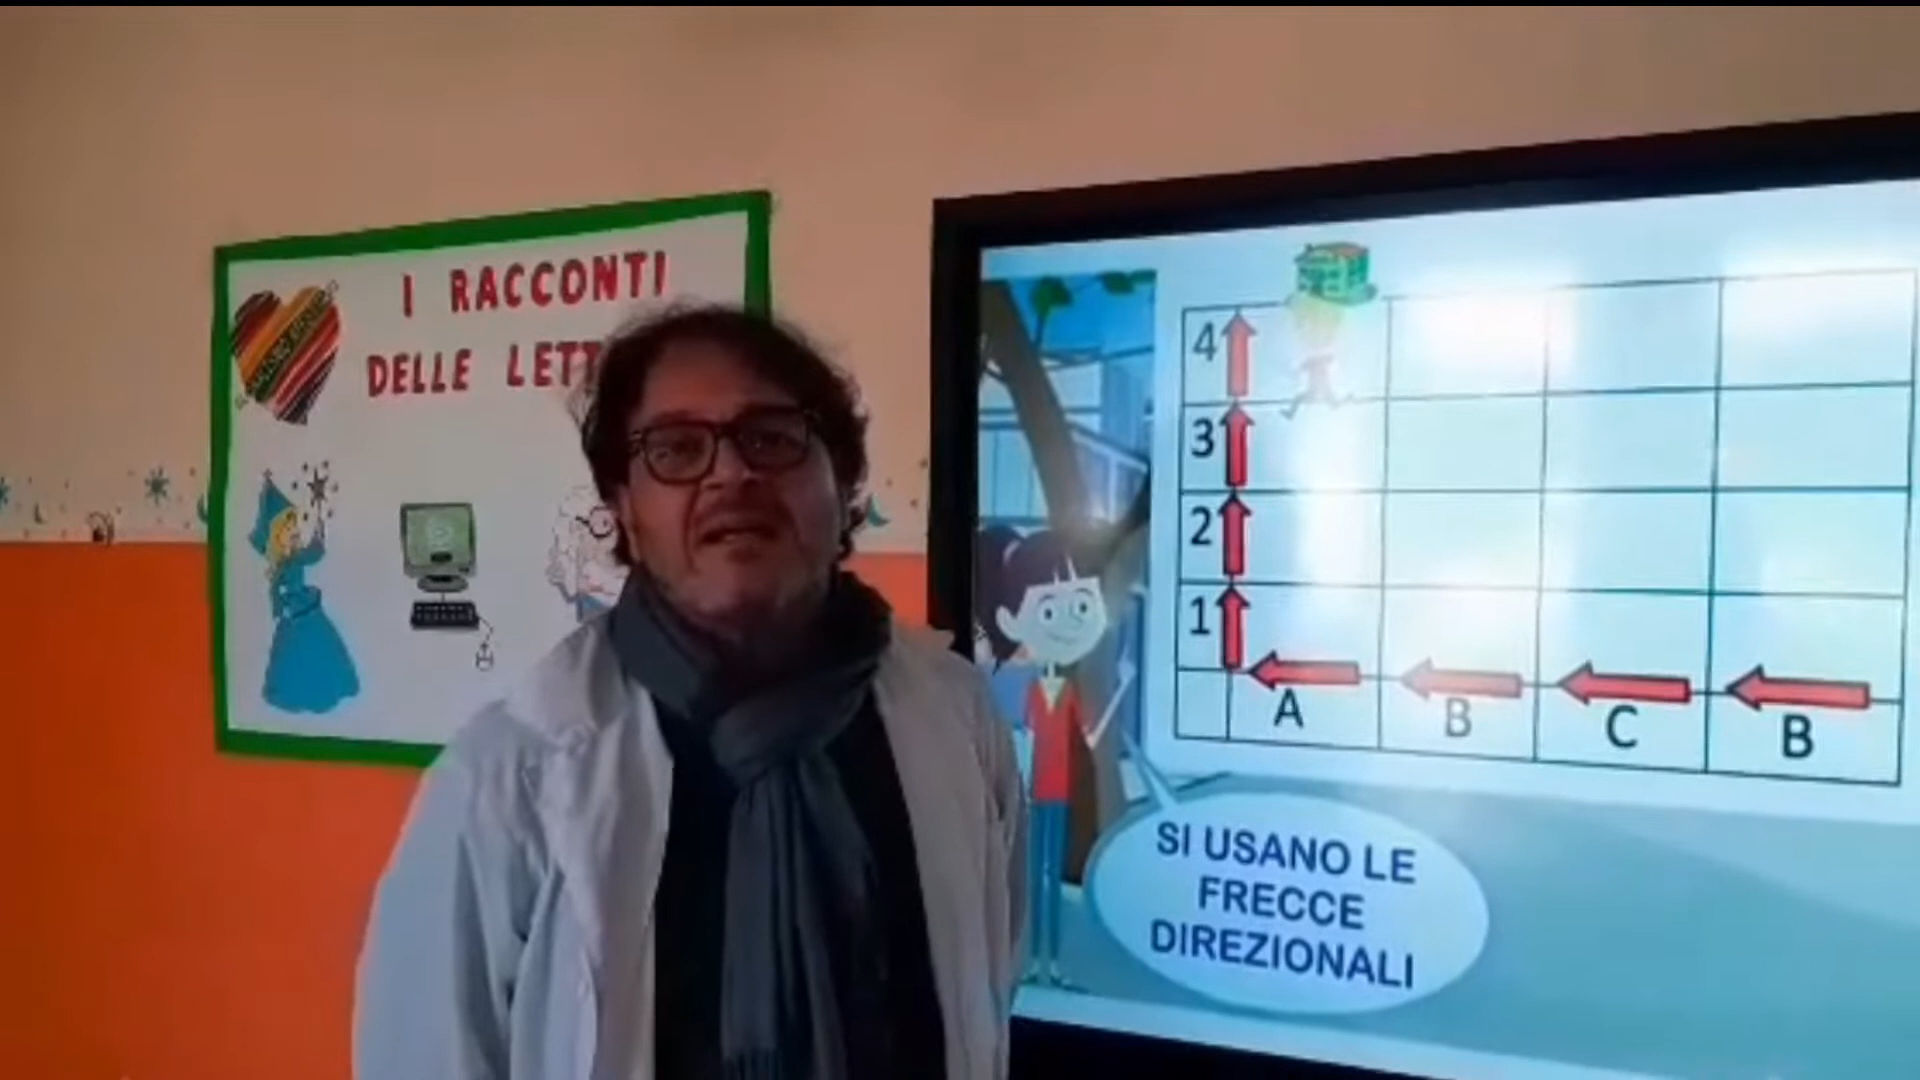 I RACCONTI
DELLE LETT
4
3
2
1
A B C B
SI USANO LE
FRECCE
DIREZIONALI